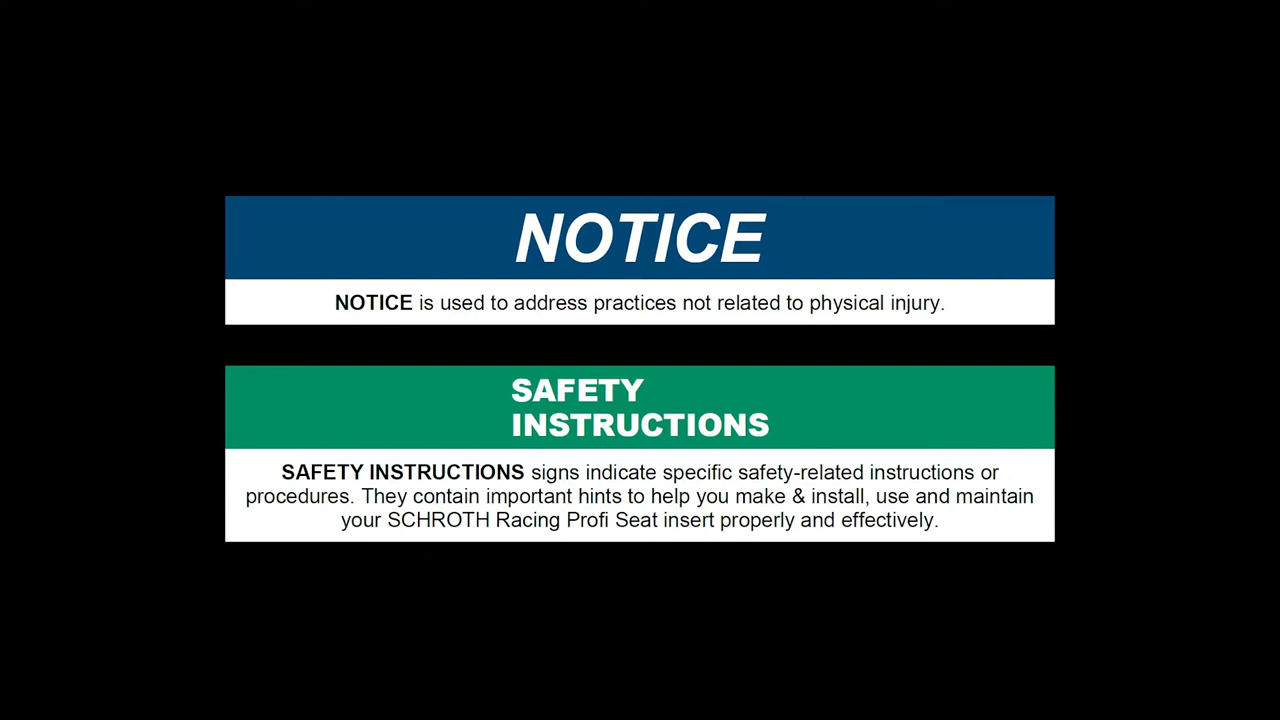 NOTICE
NOTICE is used to address practices not related to physical injury.
SAFETY
INSTRUCTIONS
SAFETY INSTRUCTIONS signs indicate specific safety-related instructions or
procedures. They contain important hints to help you make & install, use and maintain
your SCHROTH Racing Profi Seat insert properly and effectively.